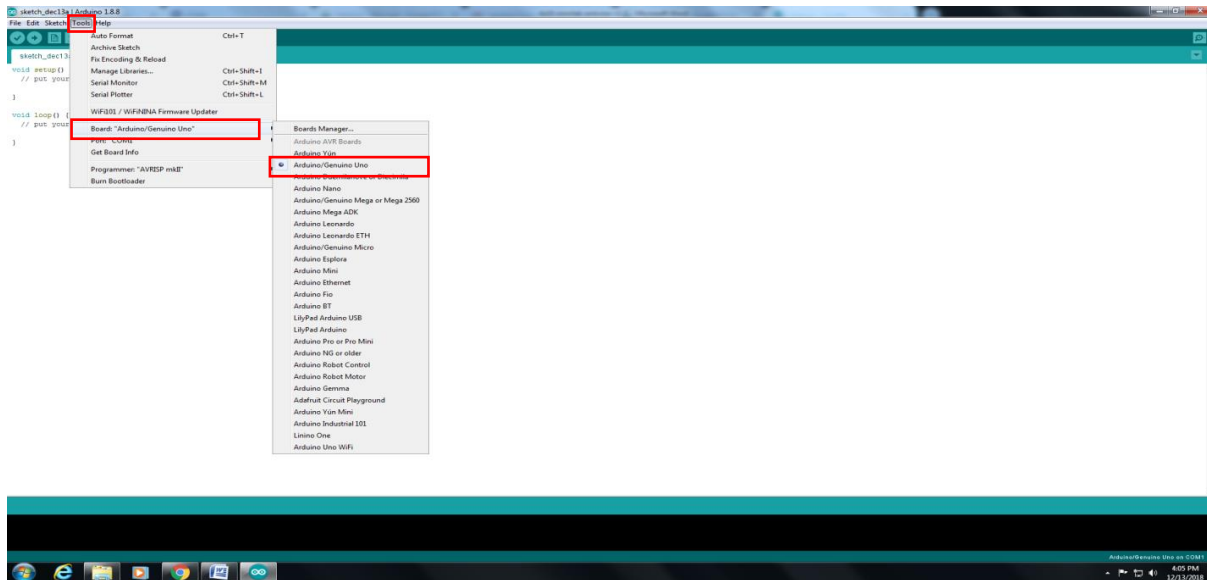 sketch_dec13a | Arduino 1.8.8
File Edit Sketch Tools Help
sketch_dec13
void setup()
// put your
}
void loop() {
// put your
}
Auto Format Ctrl+T
Archive Sketch
Fix Encoding & Reload
Manage Libraries... Ctrl+Shift+I
Serial Monitor Ctrl+Shift+M
Serial Plotter Ctrl+Shift+L
WiFi101 / WiFiNINA Firmware Updater
Board: "Arduino/Genuino Uno"
Port: "COM1"
Get Board Info
Programmer: "AVRISP mkII"
Burn Bootloader
Boards Manager...
Arduino AVR Boards
Arduino Yún
Arduino/Genuino Uno
Arduino Duemilanove or Diecimila
Arduino Nano
Arduino/Genuino Mega or Mega 2560
Arduino Mega ADK
Arduino Leonardo
Arduino Leonardo ETH
Arduino/Genuino Micro
Arduino Esplora
Arduino Mini
Arduino Ethernet
Arduino Fio
Arduino BT
LilyPad Arduino USB
LilyPad Arduino
Arduino Pro or Pro Mini
Arduino NG or older
Arduino Robot Control
Arduino Robot Motor
Arduino Gemma
Adafruit Circuit Playground
Arduino Yún Mini
Arduino Industrial 101
Linino One
Arduino Uno WiFi
Arduino/Genuino Uno on COM1
4:05 PM
12/13/2018